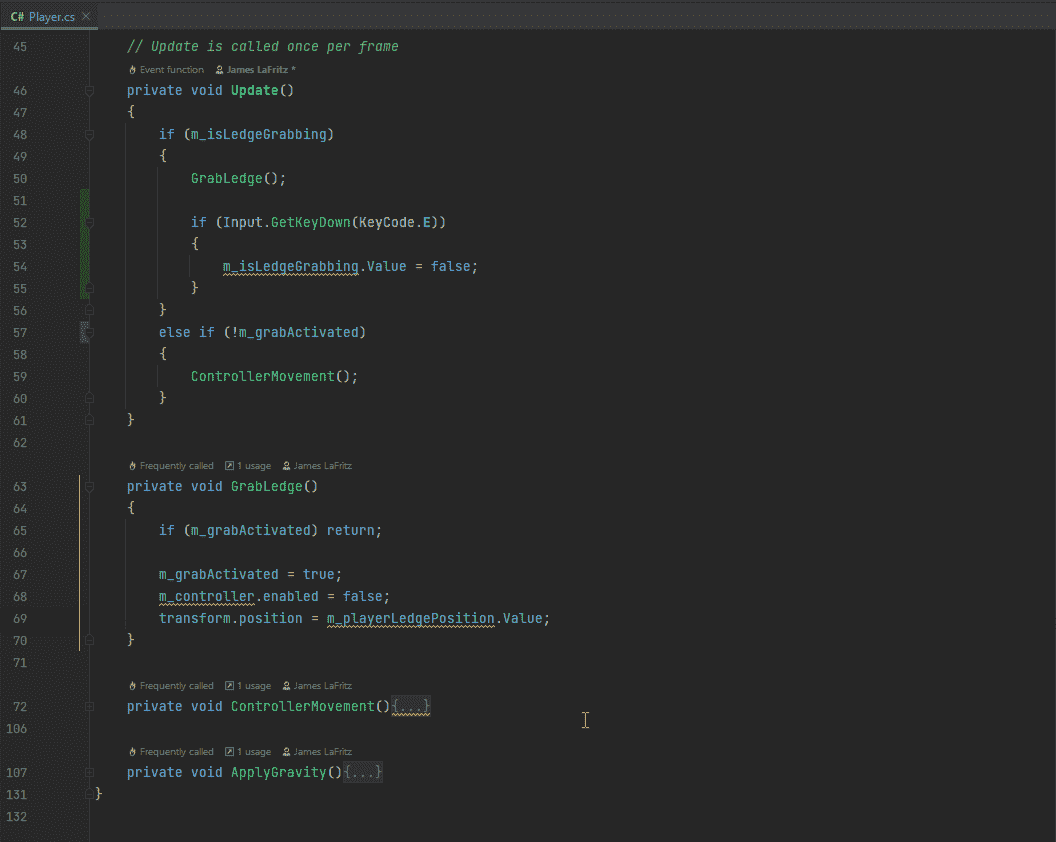 C# Player.cs ×
45 // Update is called once per frame
Event function James LaFritz *
46 private void Update()
47 {
48 if (m_isLedgeGrabbing)
49 {
50 GrabLedge();
51
52 if (Input.GetKeyDown(KeyCode.E))
53 {
54 m_isLedgeGrabbing.Value = false;
55 }
56 }
57 else if (!m_grabActivated)
58 {
59 ControllerMovement();
60 }
61 }
62
Frequently called 1 usage James LaFritz
63 private void GrabLedge()
64 {
65 if (m_grabActivated) return;
66
67 m_grabActivated = true;
68 m_controller.enabled = false;
69 transform.position = m_playerLedgePosition.Value;
70 }
71
Frequently called 1 usage James LaFritz
72 private void ControllerMovement(){...}
106
Frequently called 1 usage James LaFritz
107 private void ApplyGravity(){...}
131 }
132